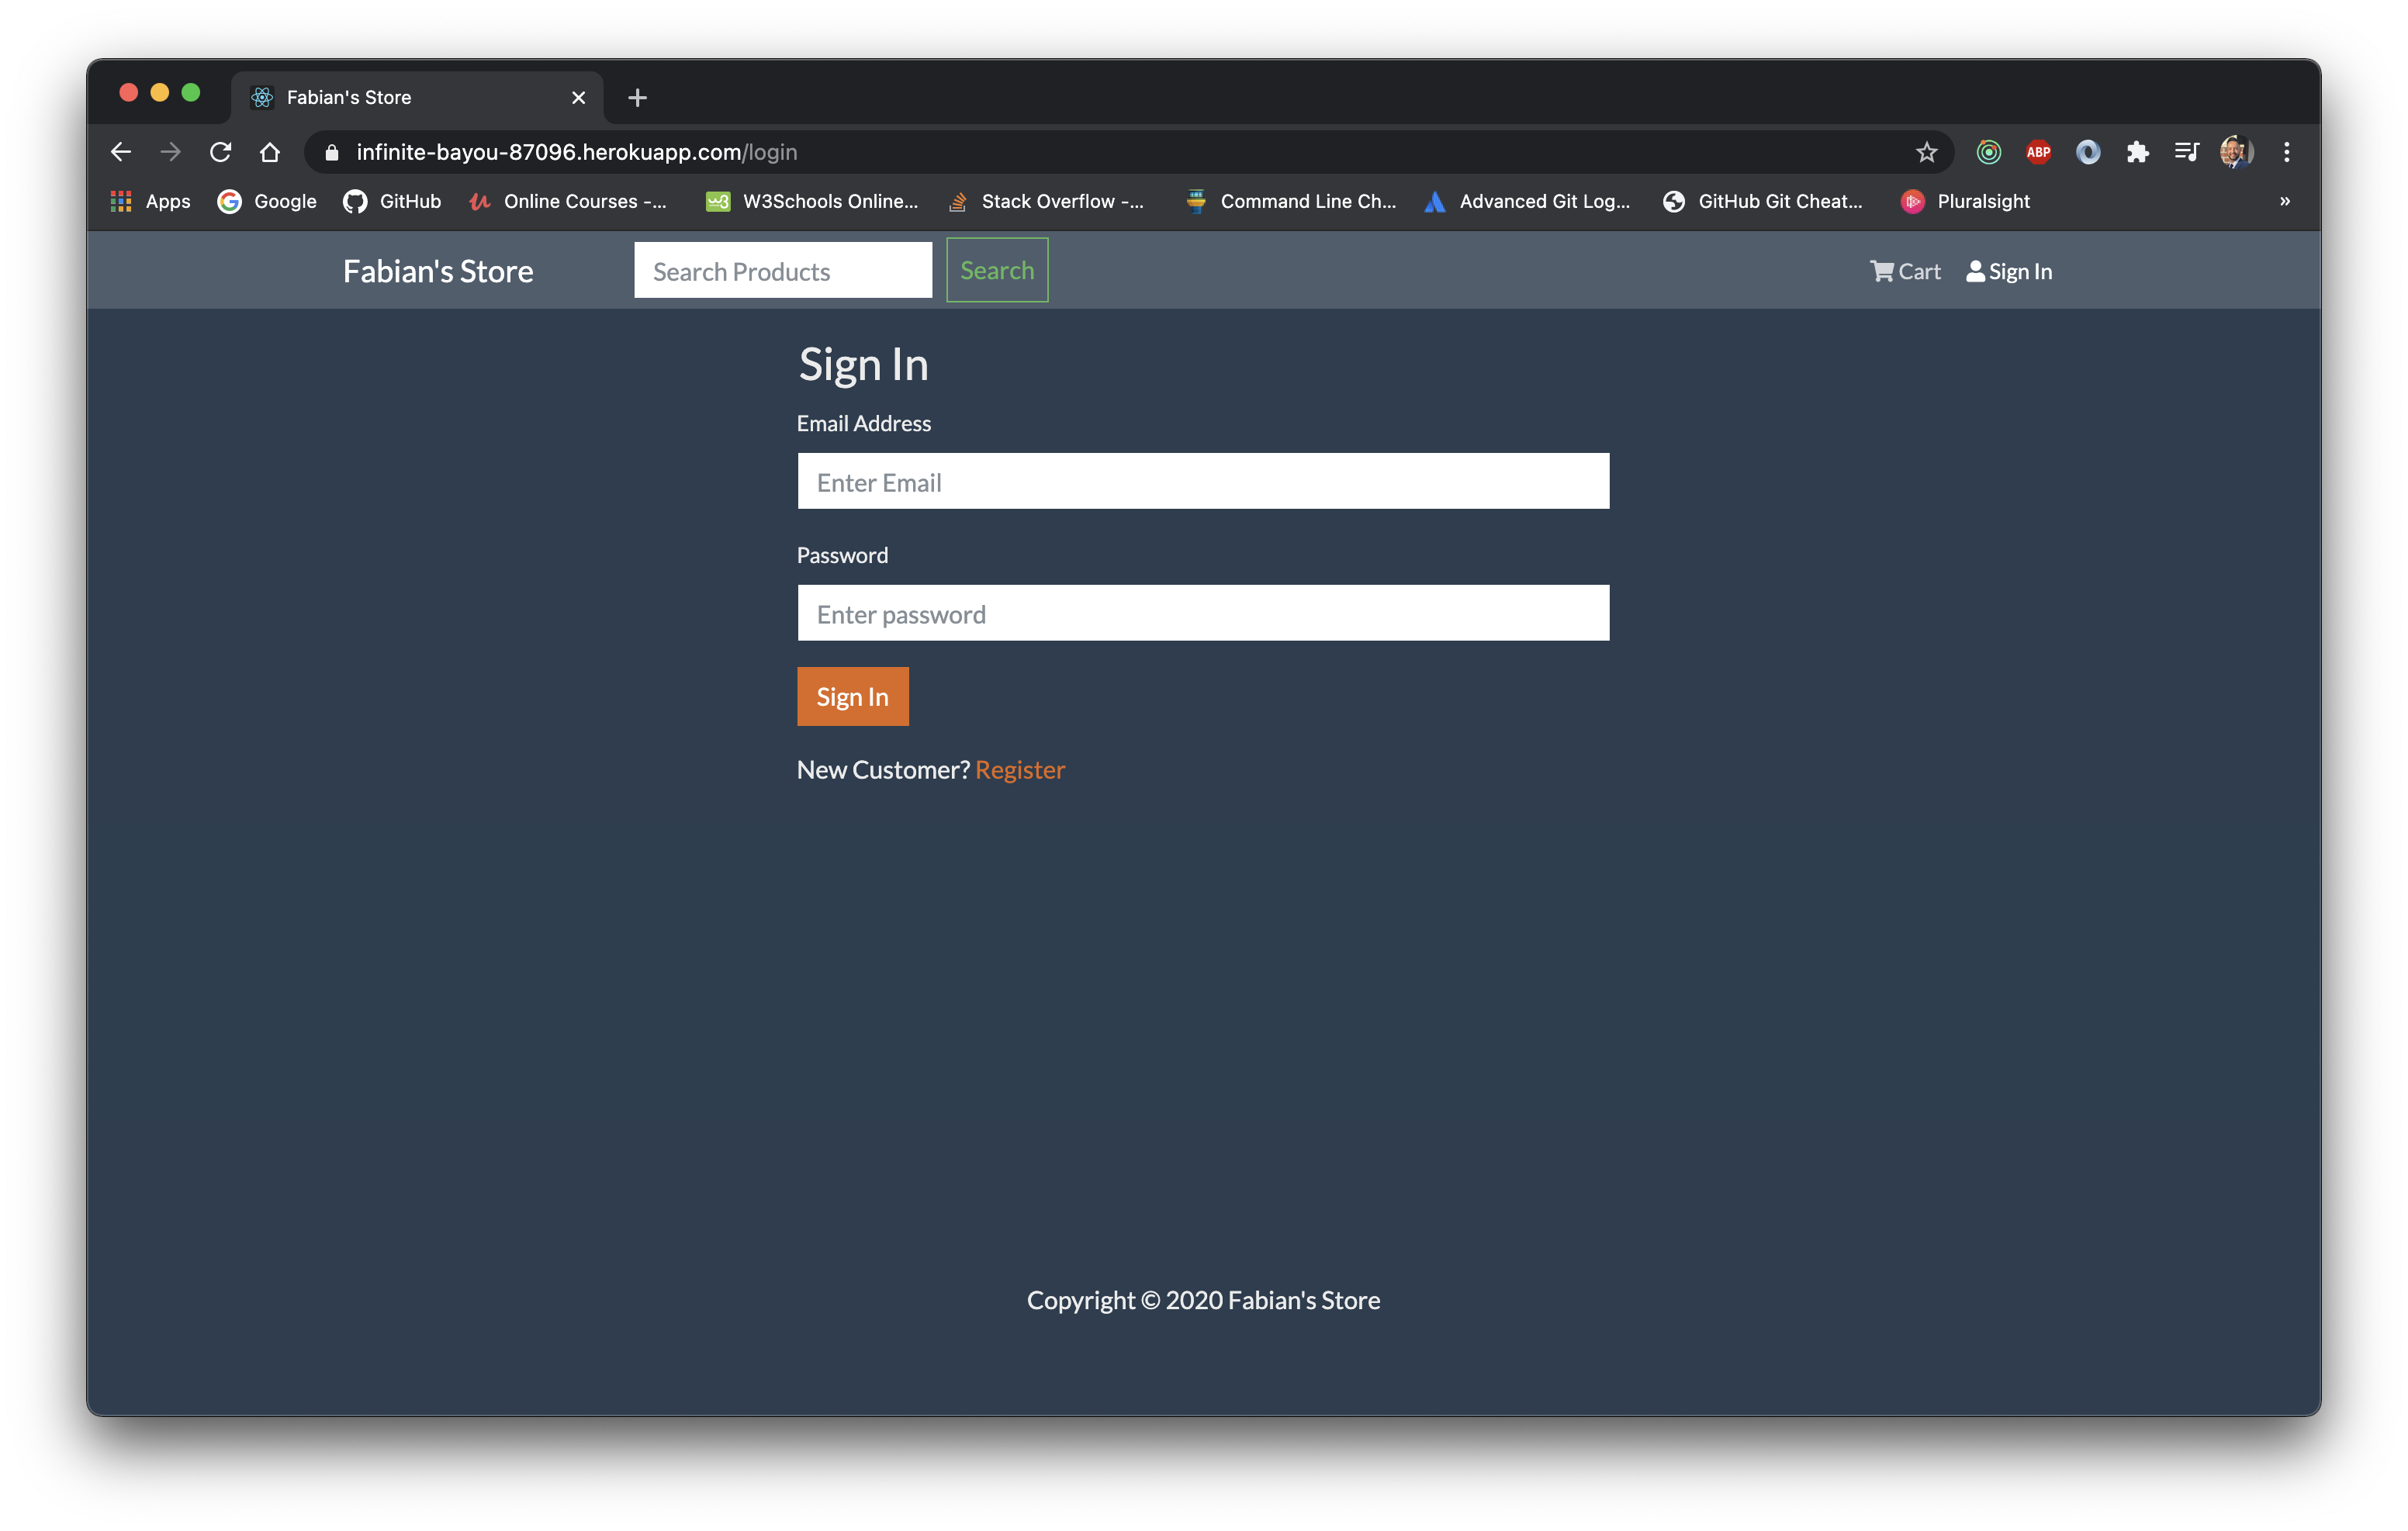 Fabian's Store
infinite-bayou-87096.herokuapp.com/login
ABP
Apps Google GitHub Online Courses -... W3Schools Online... Stack Overflow -... Command Line Ch... Advanced Git Log... GitHub Git Cheat... Pluralsight »
Fabian's Store Search Products Search Cart Sign In
Sign In
Email Address
Enter Email
Password
Enter password
Sign In
New Customer? Register
Copyright © 2020 Fabian's Store